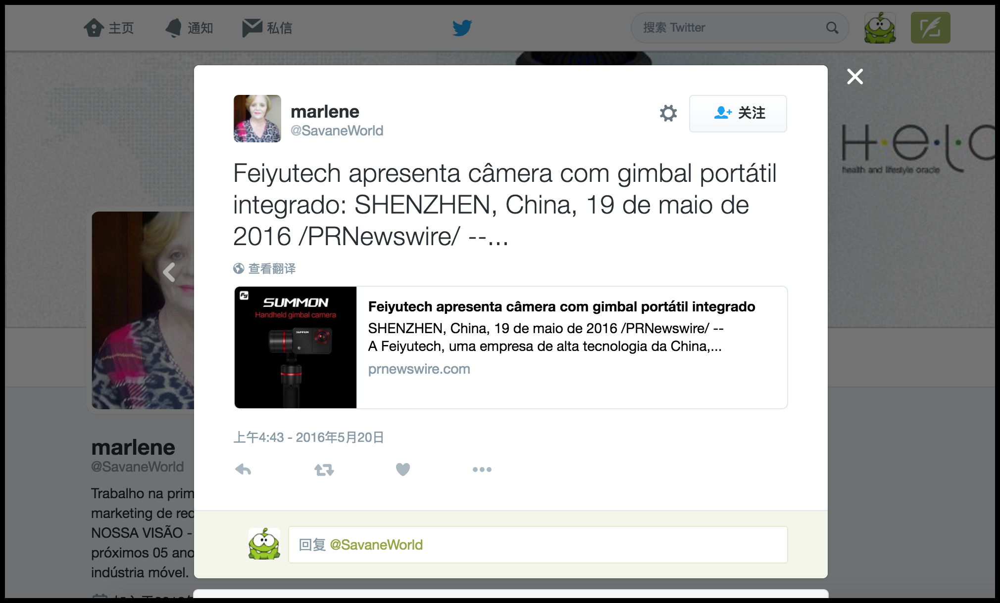 主页
通知
私信
搜索 Twitter
H·e·l·o
health and lifestyle oracle
marlene
@SavaneWorld
关注
Feiyutech apresenta câmera com gimbal portátil
integrado: SHENZHEN, China, 19 de maio de
2016 /PRNewswire/ --...
查看翻译
Fy
SUMMON
Handheld gimbal camera
SUMMON
Feiyutech apresenta câmera com gimbal portátil integrado
SHENZHEN, China, 19 de maio de 2016 /PRNewswire/ --
A Feiyutech, uma empresa de alta tecnologia da China,...
prnewswire.com
上午4:43 - 2016年5月20日
回复 @SavaneWorld
marlene
@SavaneWorld
Trabalho na prim
marketing de red
NOSSA VISÃO -
próximos 05 ano
indústria móvel.